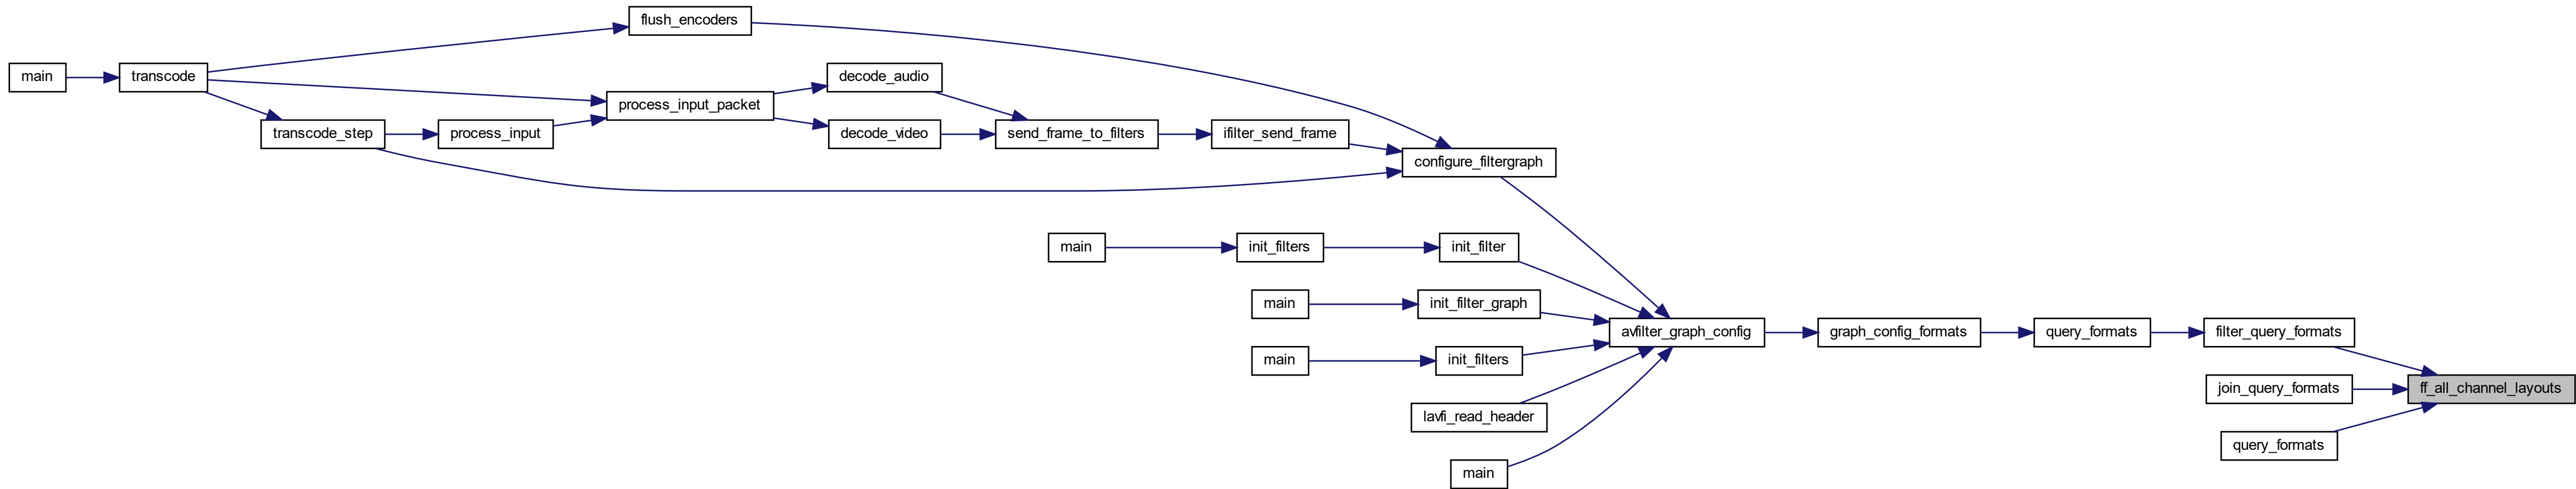 flush_encoders
main
transcode
decode_audio
process_input_packet
transcode_step
process_input
decode_video
send_frame_to_filters
ifilter_send_frame
configure_filtergraph
main
init_filters
init_filter
main
init_filter_graph
avfilter_graph_config
graph_config_formats
query_formats
filter_query_formats
main
init_filters
join_query_formats
ff_all_channel_layouts
lavfi_read_header
query_formats
main